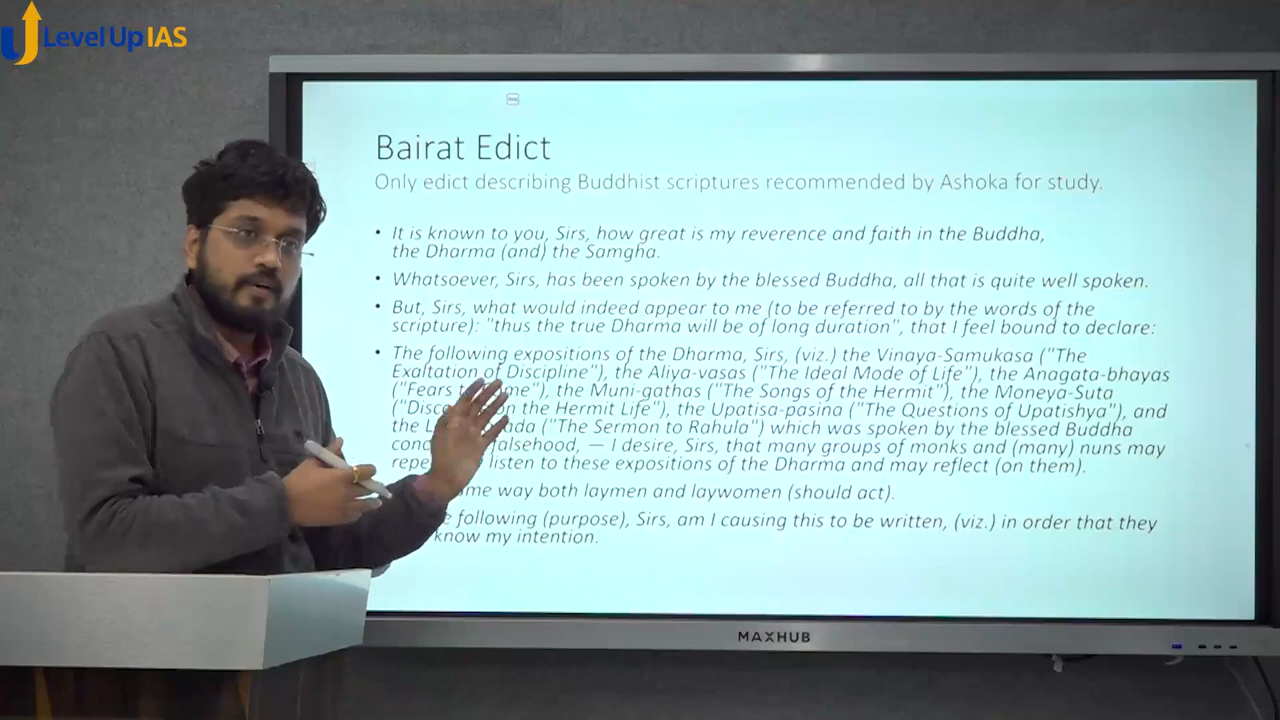 Level Up IAS
Bairat Edict
Only edict describing Buddhist scriptures recommended by Ashoka for study.
• It is known to you, Sirs, how great is my reverence and faith in the Buddha,
the Dharma (and) the Samgha.
• Whatsoever, Sirs, has been spoken by the blessed Buddha, all that is quite well spoken.
• But, Sirs, what would indeed appear to me (to be referred to by the words of the
scripture): "thus the true Dharma will be of long duration", that I feel bound to declare:
• The following expositions of the Dharma, Sirs, (viz.) the Vinaya-Samukasa ("The
Exaltation of Discipline"), the Aliya-vasas ("The Ideal Mode of Life"), the Anagata-bhayas
("Fears to"), the Muni-gathas ("The Songs of the Hermit"), the Moneya-Suta
on the Hermit Life"), the Upatisa-pasina ("The Questions of Upatishya"), and
the ("The Sermon to Rahula") which was spoken by the blessed Buddha
falsehood, — I desire, Sirs, that many groups of monks and (many) nuns may
listen to these expositions of the Dharma and may reflect (on them).
way both laymen and laywomen (should act).
following (purpose), Sirs, am I causing this to be written, (viz.) in order that they
know my intention.
MAXHUB